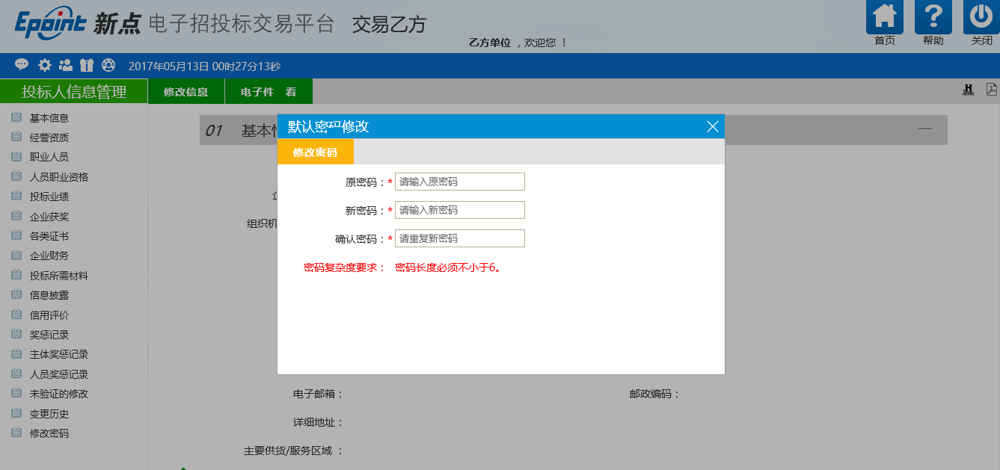 Epoint 新点 电子招投标交易平台 交易乙方
乙方单位 ，欢迎您 ！
首页 帮助 关闭
2017年05月13日 00时27分13秒
投标人信息管理 修改信息 电子件 看
H
基本信息
经营资质
职业人员
人员职业资格
投标业绩
企业获奖
各类证书
企业财务
投标所需材料
信息披露
信用评价
奖惩记录
主体奖惩记录
人员奖惩记录
未验证的修改
变更历史
修改密码
01 基本
组织机
默认密码修改
修改密码
原密码：* 请输入原密码
新密码：* 请输入新密码
确认密码：* 请重复新密码
密码复杂度要求： 密码长度必须不小于6。
电子邮箱： 邮政编码：
详细地址：
主要供货/服务区域 ：